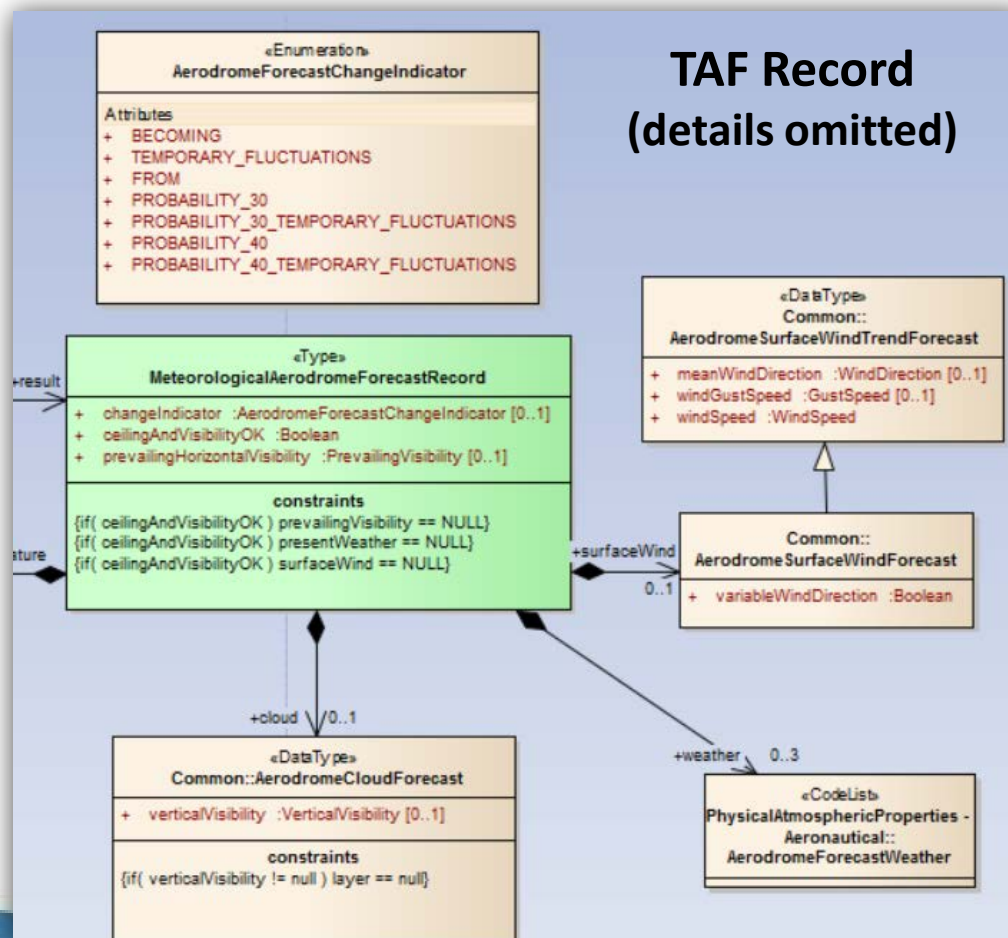 TAF Record
(details omitted)
«Enumeration»
AerodromeForecastChangeIndicator
Attributes
+ BECOMING
+ TEMPORARY_FLUCTUATIONS
+ FROM
+ PROBABILITY_30
+ PROBABILITY_30_TEMPORARY_FLUCTUATIONS
+ PROBABILITY_40
+ PROBABILITY_40_TEMPORARY_FLUCTUATIONS
«DataType»
Common::
AerodromeSurfaceWindTrendForecast
+ meanWindDirection :WindDirection [0..1]
+ windGustSpeed :GustSpeed [0..1]
+ windSpeed :WindSpeed
+result
«Type»
MeteorologicalAerodromeForecastRecord
+ changeIndicator :AerodromeForecastChangeIndicator [0..1]
+ ceilingAndVisibilityOK :Boolean
+ prevailingHorizontalVisibility :PrevailingVisibility [0..1]
constraints
{if( ceilingAndVisibilityOK ) prevailingVisibility == NULL}
{if( ceilingAndVisibilityOK ) presentWeather == NULL}
{if( ceilingAndVisibilityOK ) surfaceWind == NULL}
ature
+surfaceWind
0..1
Common::
AerodromeSurfaceWindForecast
+ variableWindDirection :Boolean
+cloud
0..1
«DataType»
Common::AerodromeCloudForecast
+ verticalVisibility :VerticalVisibility [0..1]
constraints
{if( verticalVisibility != null ) layer == null}
+weather
0..3
«CodeList»
PhysicalAtmosphericProperties -
Aeronautical::
AerodromeForecastWeather